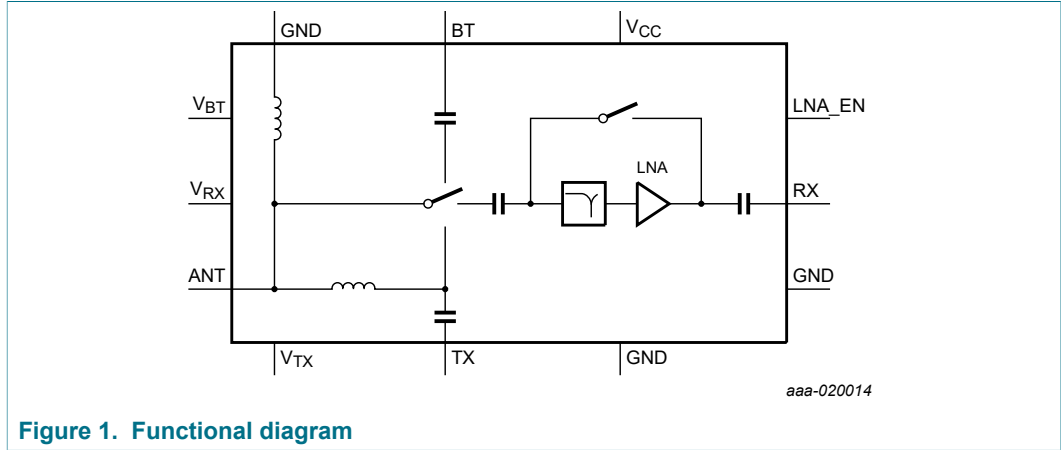 GND BT VCC
VBT LNA_EN
LNA
VRX RX
ANT GND
VTX TX GND
aaa-020014
Figure 1. Functional diagram